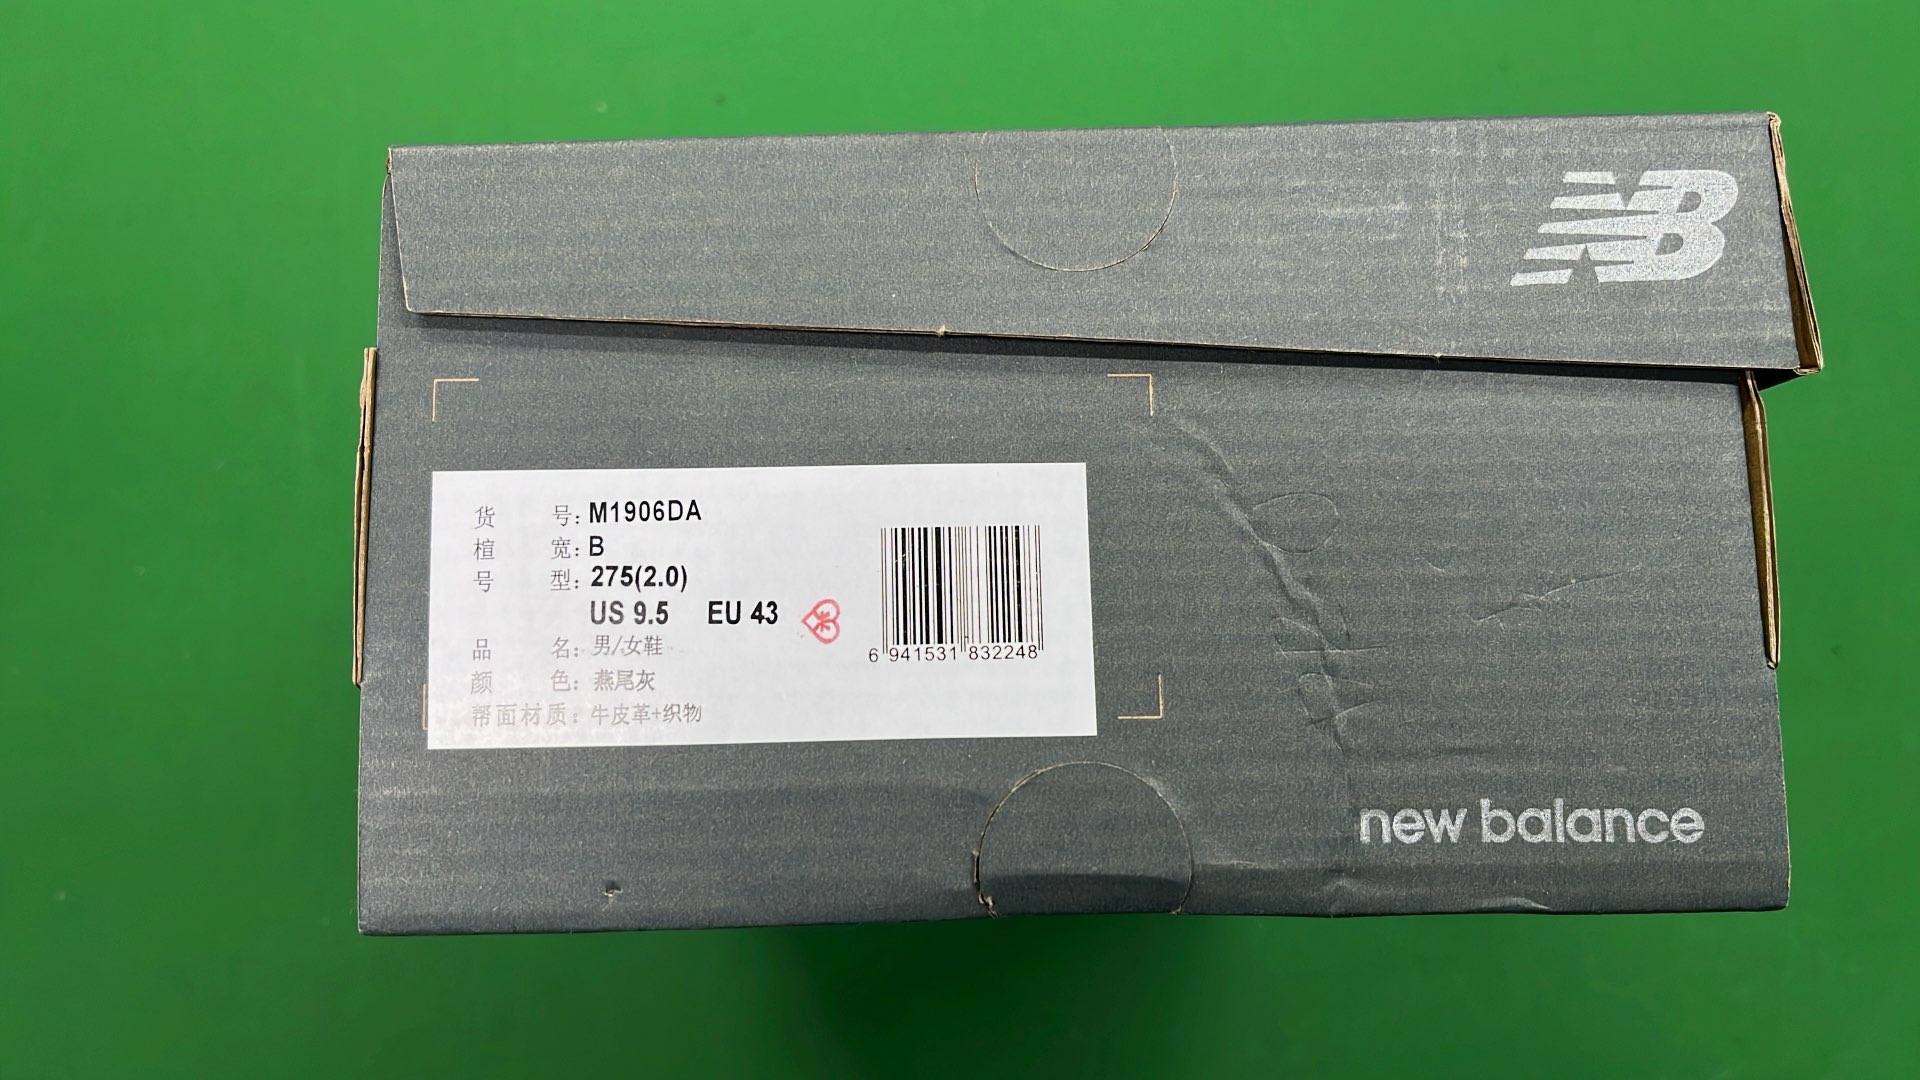 NB
货 号: M1906DA
楦 宽: B
号 型: 275(2.0)
US 9.5 EU 43
品 名: 男/女鞋
颜 色: 燕尾灰
帮面材质: 牛皮革+织物
6 941531 832248
new balance